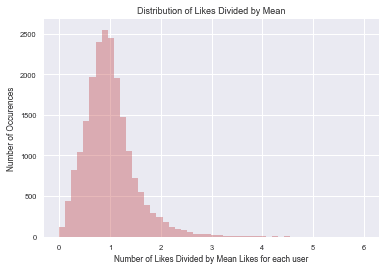 Distribution of Likes Divided by Mean
Number of Occurences
2500
2000
1500
1000
500
0
0 1 2 3 4 5 6
Number of Likes Divided by Mean Likes for each user